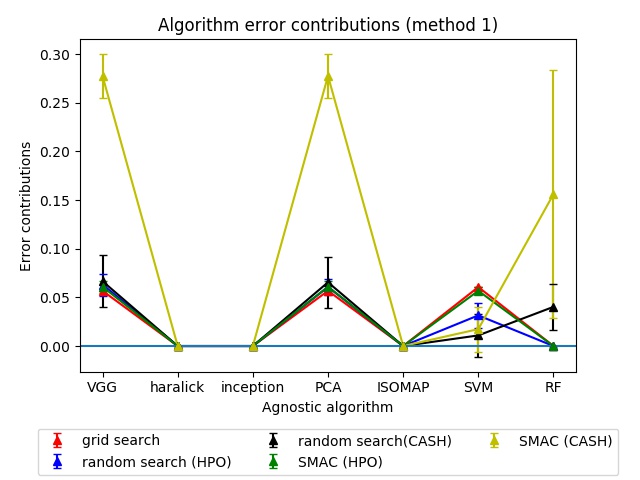 Algorithm error contributions (method 1)
0.30
0.25
0.20
0.15
0.10
0.05
0.00
Error contributions
VGG haralick inception PCA ISOMAP SVM RF
Agnostic algorithm
grid search
random search (HPO)
random search(CASH)
SMAC (HPO)
SMAC (CASH)